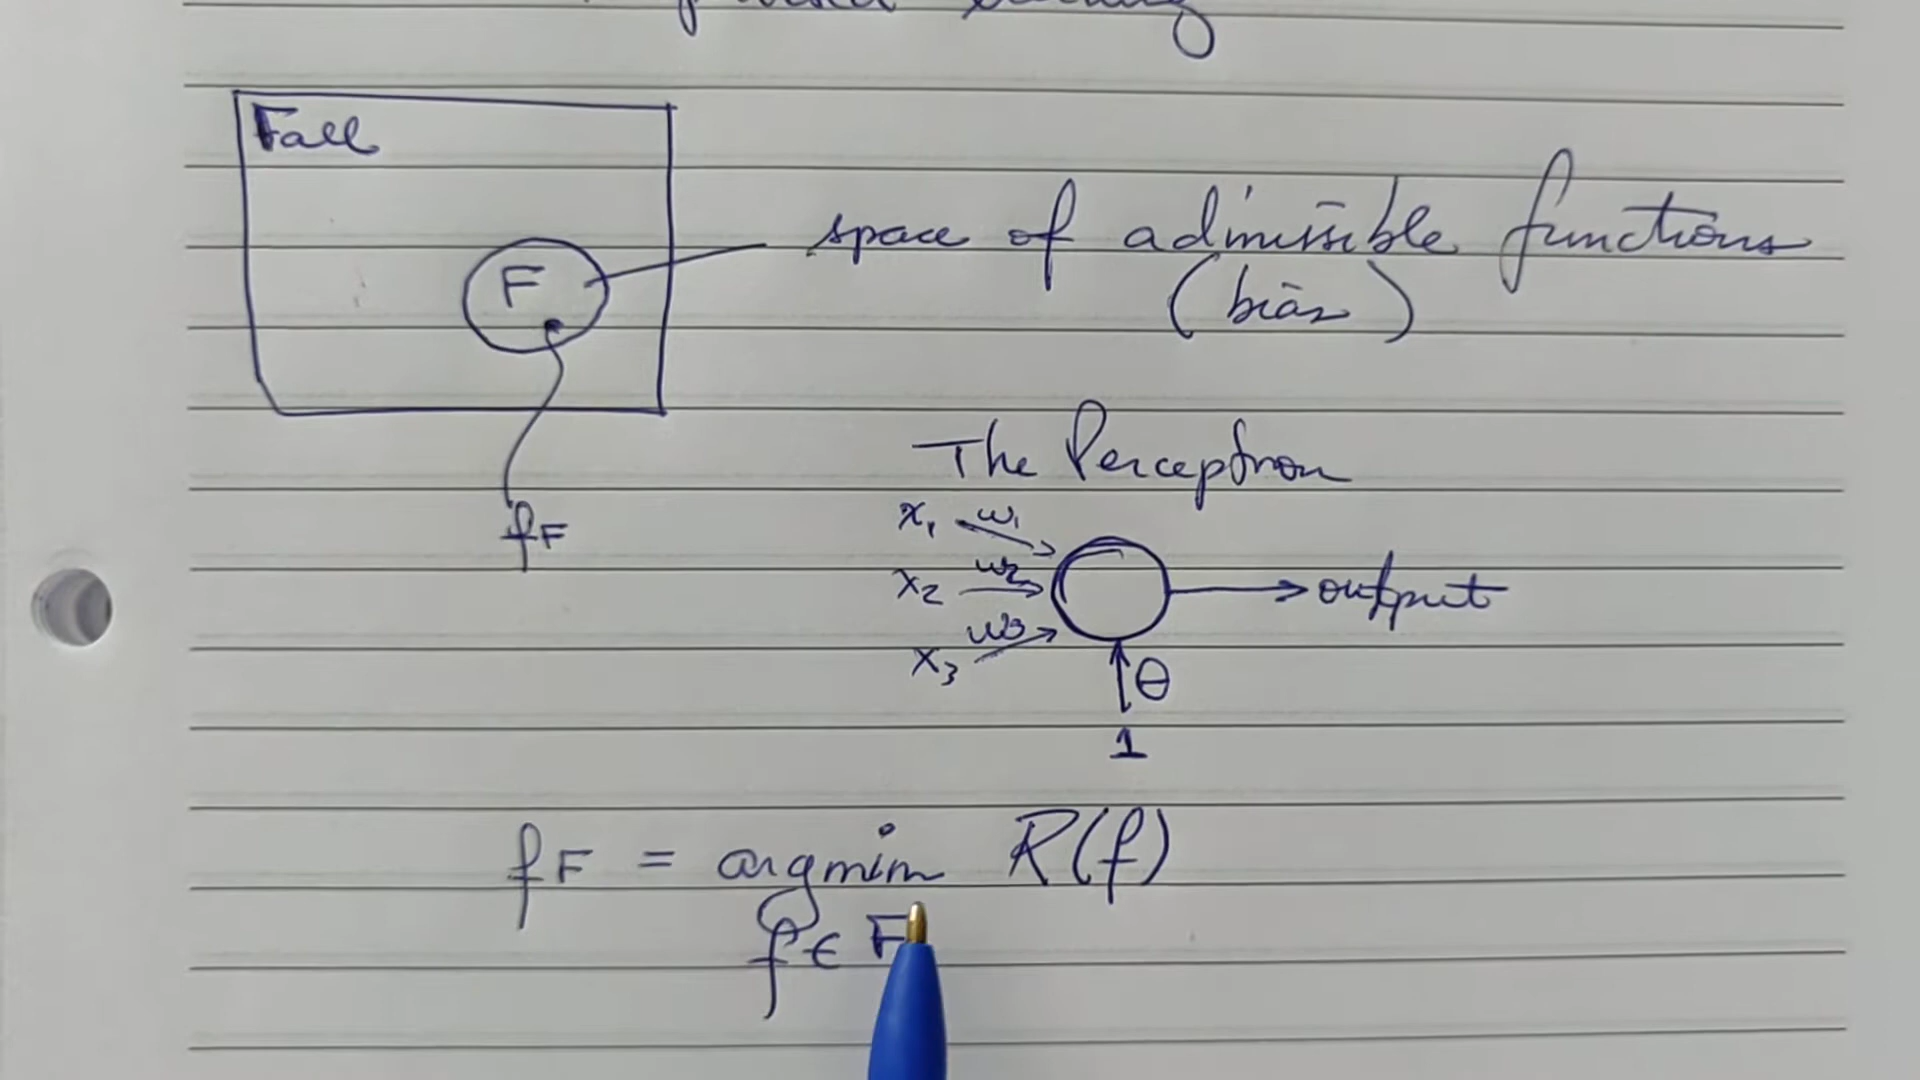 Fall
F
space of admissible functions
(bias)
fF
The Perceptron
x1 w1
x2 w2
x3 w3
output
θ
1
fF = argmin R(f)
f ∈ F